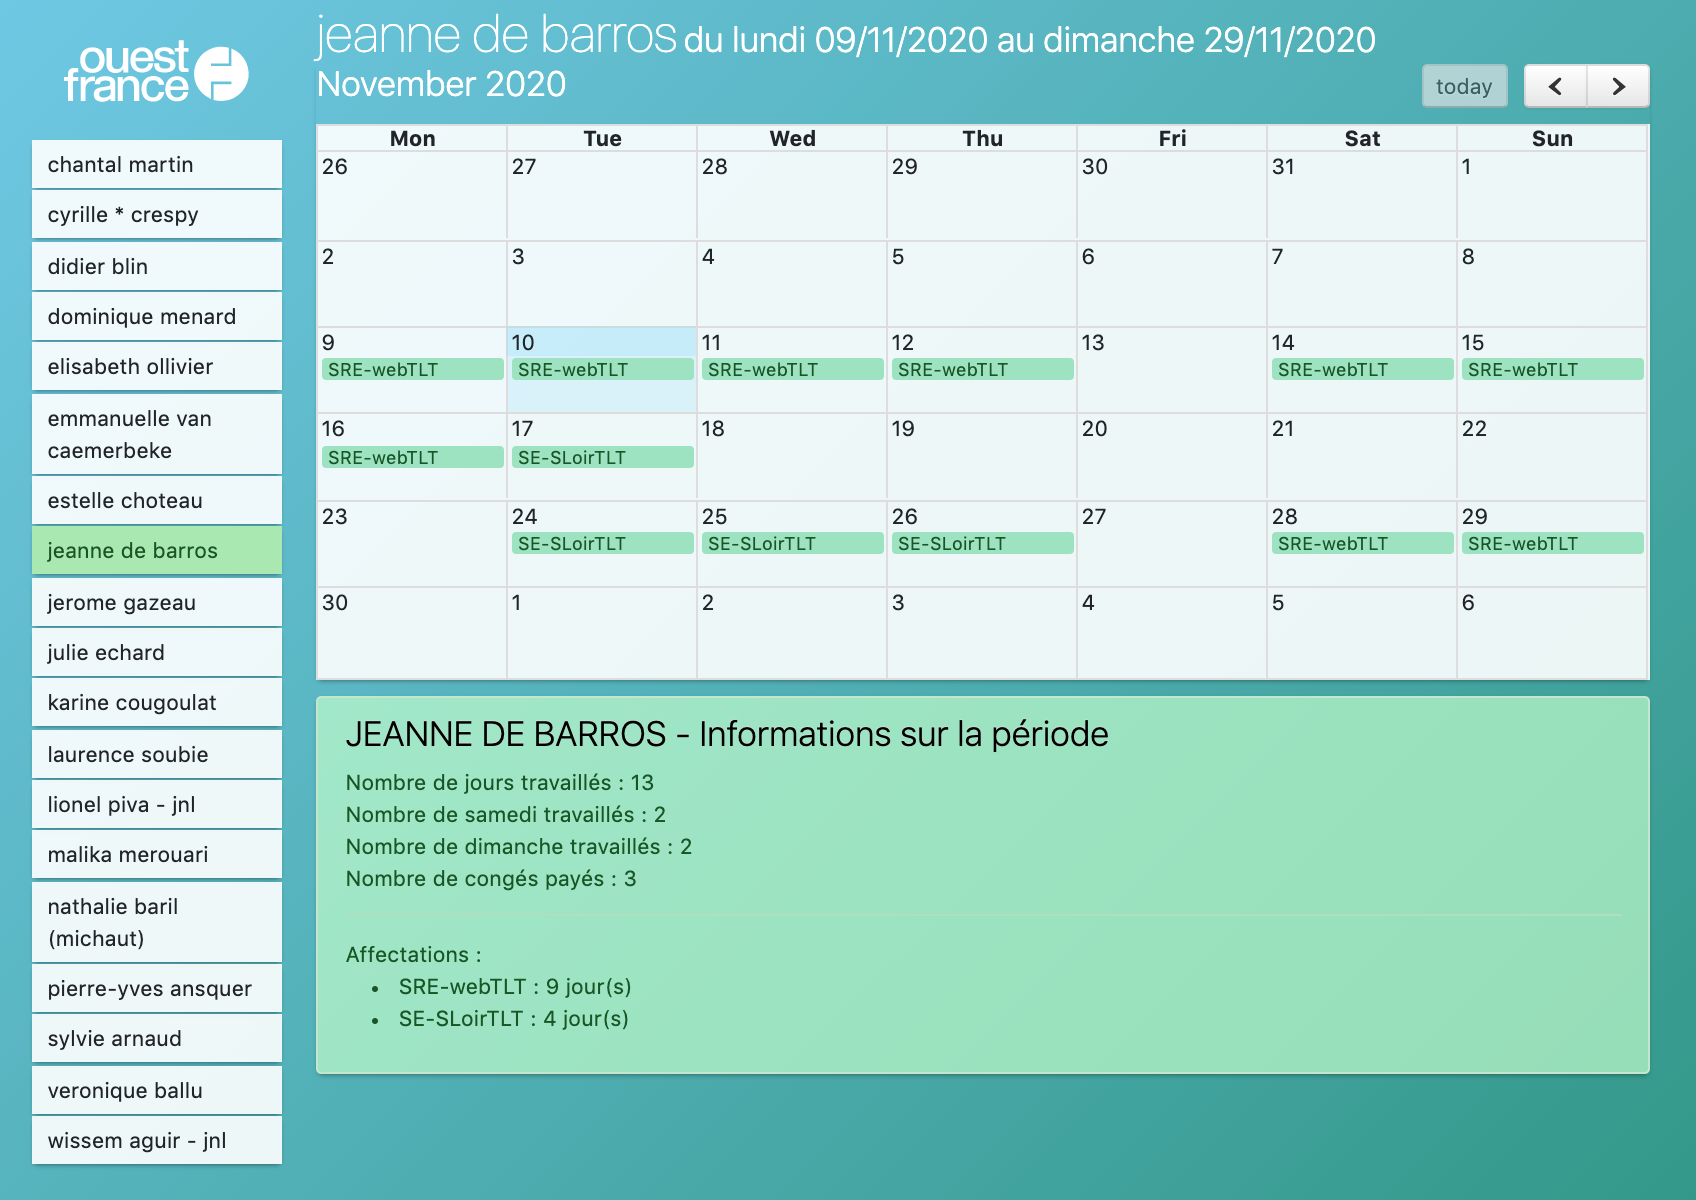 ouest
france
jeanne de barros du lundi 09/11/2020 au dimanche 29/11/2020
November 2020
today
chantal martin
cyrille * crespy
didier blin
dominique menard
elisabeth ollivier
emmanuelle van
caemerbeke
estelle choteau
jeanne de barros
jerome gazeau
julie echard
karine cougoulat
laurence soubie
lionel piva - jnl
malika merouari
nathalie baril
(michaut)
pierre-yves ansquer
sylvie arnaud
veronique ballu
wissem aguir - jnl
Mon Tue Wed Thu Fri Sat Sun
26 27 28 29 30 31 1
2 3 4 5 6 7 8
9 10 11 12 13 14 15
SRE-webTLT SRE-webTLT SRE-webTLT SRE-webTLT SRE-webTLT SRE-webTLT
16 17 18 19 20 21 22
SRE-webTLT SE-SLoirTLT
23 24 25 26 27 28 29
SE-SLoirTLT SE-SLoirTLT SE-SLoirTLT SRE-webTLT SRE-webTLT
30 1 2 3 4 5 6
JEANNE DE BARROS - Informations sur la période
Nombre de jours travaillés : 13
Nombre de samedi travaillés : 2
Nombre de dimanche travaillés : 2
Nombre de congés payés : 3
Affectations :
• SRE-webTLT : 9 jour(s)
• SE-SLoirTLT : 4 jour(s)